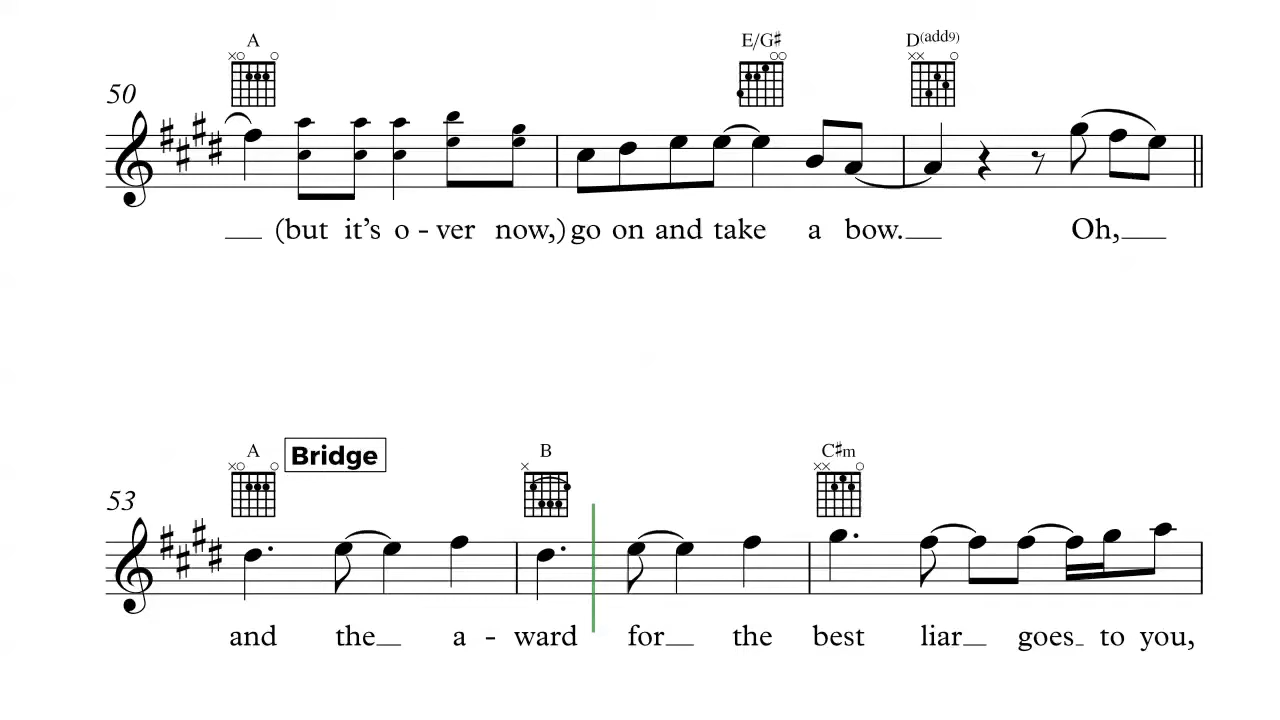 A E/G# D(add9)
50
(but it's o - ver now,) go on and take a bow. Oh,
A Bridge B C#m
53
and the a - ward for the best liar goes to you,